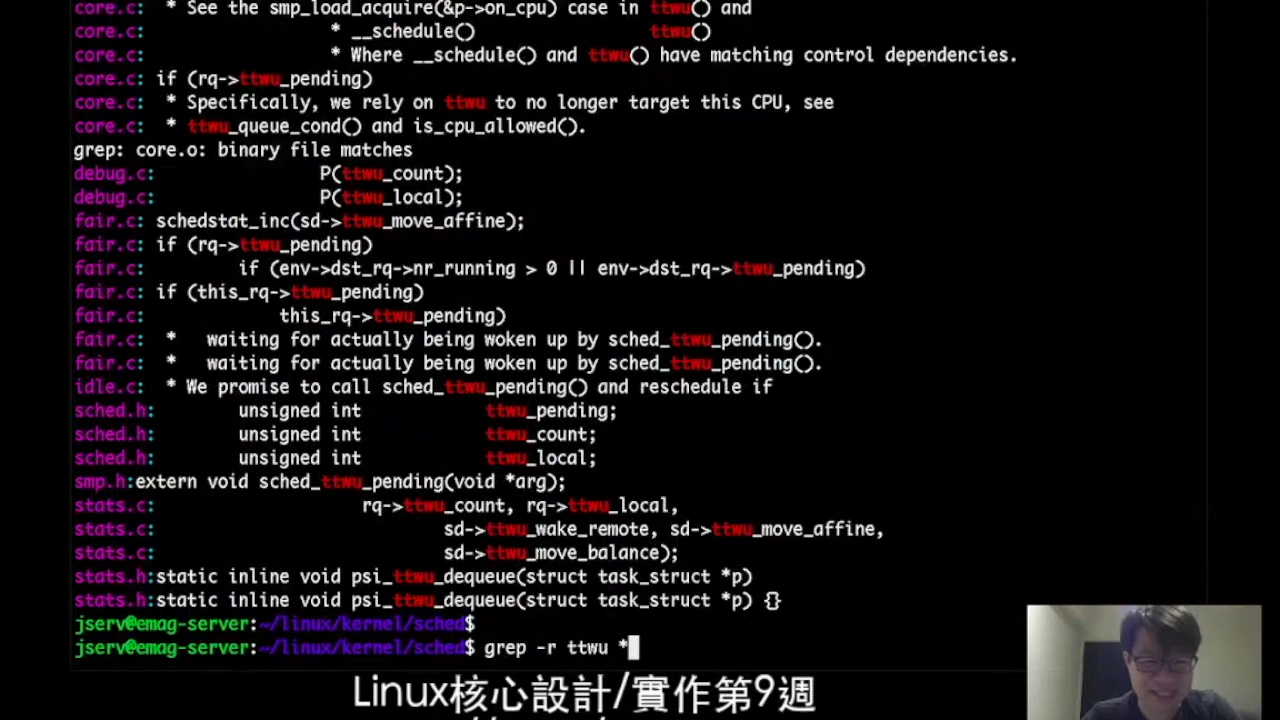 core.c:  * See the smp_load_acquire(&p->on_cpu) case in ttwu() and
core.c:                  * __schedule()                 ttwu()
core.c:                  * Where __schedule() and ttwu() have matching control dependencies.
core.c: if (rq->ttwu_pending)
core.c:  * Specifically, we rely on ttwu to no longer target this CPU, see
core.c:  * ttwu_queue_cond() and is_cpu_allowed().
grep: core.o: binary file matches
debug.c:                P(ttwu_count);
debug.c:                P(ttwu_local);
fair.c: schedstat_inc(sd->ttwu_move_affine);
fair.c: if (rq->ttwu_pending)
fair.c:         if (env->dst_rq->nr_running > 0 || env->dst_rq->ttwu_pending)
fair.c: if (this_rq->ttwu_pending)
fair.c:             this_rq->ttwu_pending)
fair.c:  *   waiting for actually being woken up by sched_ttwu_pending().
fair.c:  *   waiting for actually being woken up by sched_ttwu_pending().
idle.c:  * We promise to call sched_ttwu_pending() and reschedule if
sched.h:        unsigned int            ttwu_pending;
sched.h:        unsigned int            ttwu_count;
sched.h:        unsigned int            ttwu_local;
smp.h:extern void sched_ttwu_pending(void *arg);
stats.c:                    rq->ttwu_count, rq->ttwu_local,
stats.c:                            sd->ttwu_wake_remote, sd->ttwu_move_affine,
stats.c:                            sd->ttwu_move_balance);
stats.h:static inline void psi_ttwu_dequeue(struct task_struct *p)
stats.h:static inline void psi_ttwu_dequeue(struct task_struct *p) {}
jserv@emag-server:~/linux/kernel/sched$
jserv@emag-server:~/linux/kernel/sched$ grep -r ttwu *
Linux核心設計/實作第9週